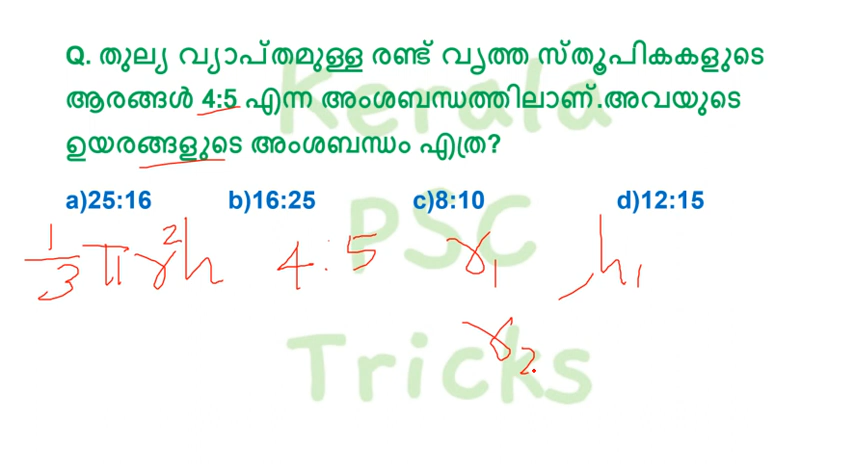 Q. തുല്യ വ്യാപ്തമുള്ള രണ്ട് വൃത്ത സ്തൂപികകളുടെ
ആരങ്ങൾ 4:5 എന്ന അംശബന്ധത്തിലാണ്.അവയുടെ
ഉയരങ്ങളുടെ അംശബന്ധം എത്ര?
a)25:16 b)16:25 c)8:10 d)12:15
1/3 πr²h 4:5 r₁ h₁
r₂
Kerala
PSC
Tricks